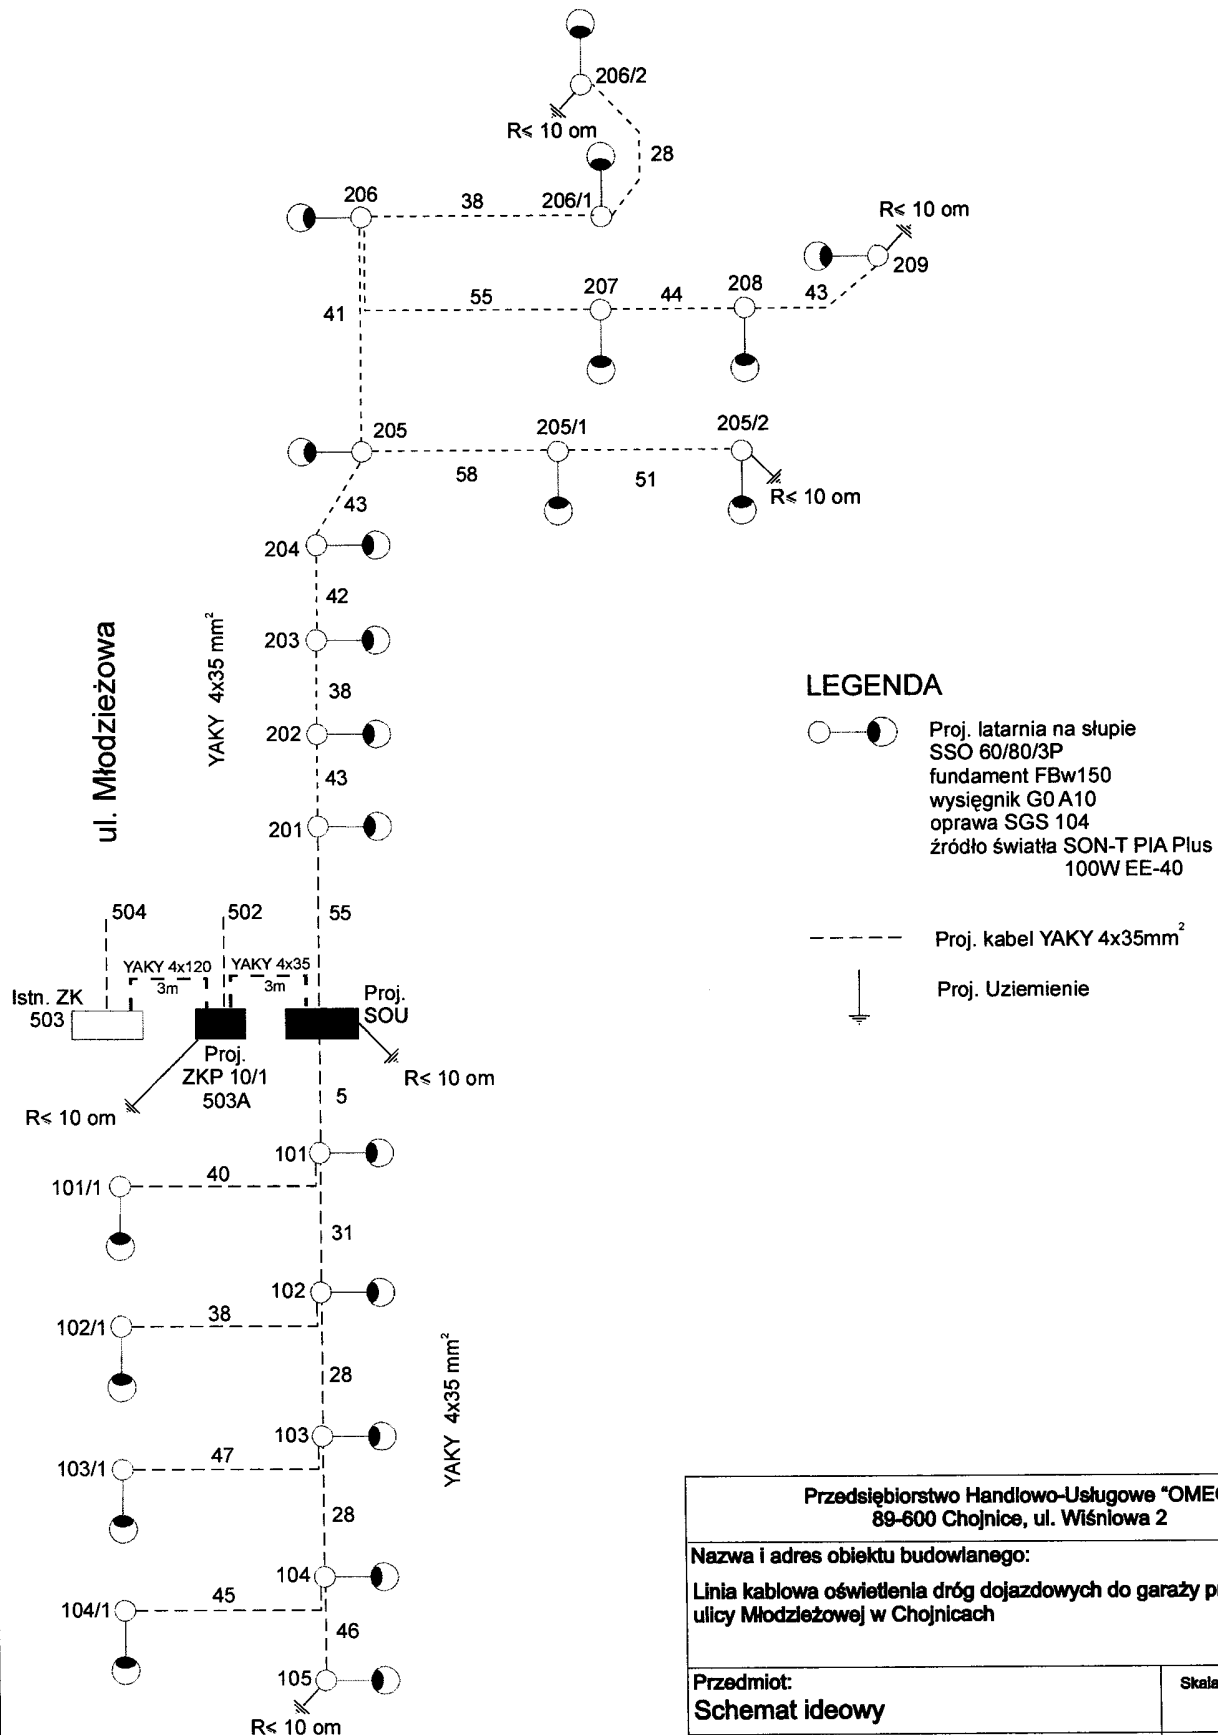 206/2
R≤ 10 om
28
206
38
206/1
R≤ 10 om
209
207
44
208
43
55
41
205
205/1
205/2
58
51
R≤ 10 om
43
204
42
203
38
202
43
201
55
ul. Młodzieżowa
YAKY 4x35 mm²
LEGENDA
Proj. latarnia na słupie
SSO 60/80/3P
fundament FBw150
wysięgnik G0 A10
oprawa SGS 104
źródło światła SON-T PIA Plus
100W EE-40
Proj. kabel YAKY 4x35mm²
Proj. Uziemienie
504
502
YAKY 4x120
3m
YAKY 4x35
3m
Istn. ZK
503
Proj.
SOU
Proj.
ZKP 10/1
503A
R≤ 10 om
R≤ 10 om
5
101
40
101/1
31
102
38
102/1
28
YAKY 4x35 mm²
103
47
103/1
28
104
45
104/1
46
105
R≤ 10 om
Przedsiębiorstwo Handlowo-Usługowe "OME
89-600 Chojnice, ul. Wiśniowa 2
Nazwa i adres obiektu budowlanego:
Linia kablowa oświetlenia dróg dojazdowych do garaży p
ulicy Młodzieżowej w Chojnicach
Przedmiot:
Schemat ideowy
Skala